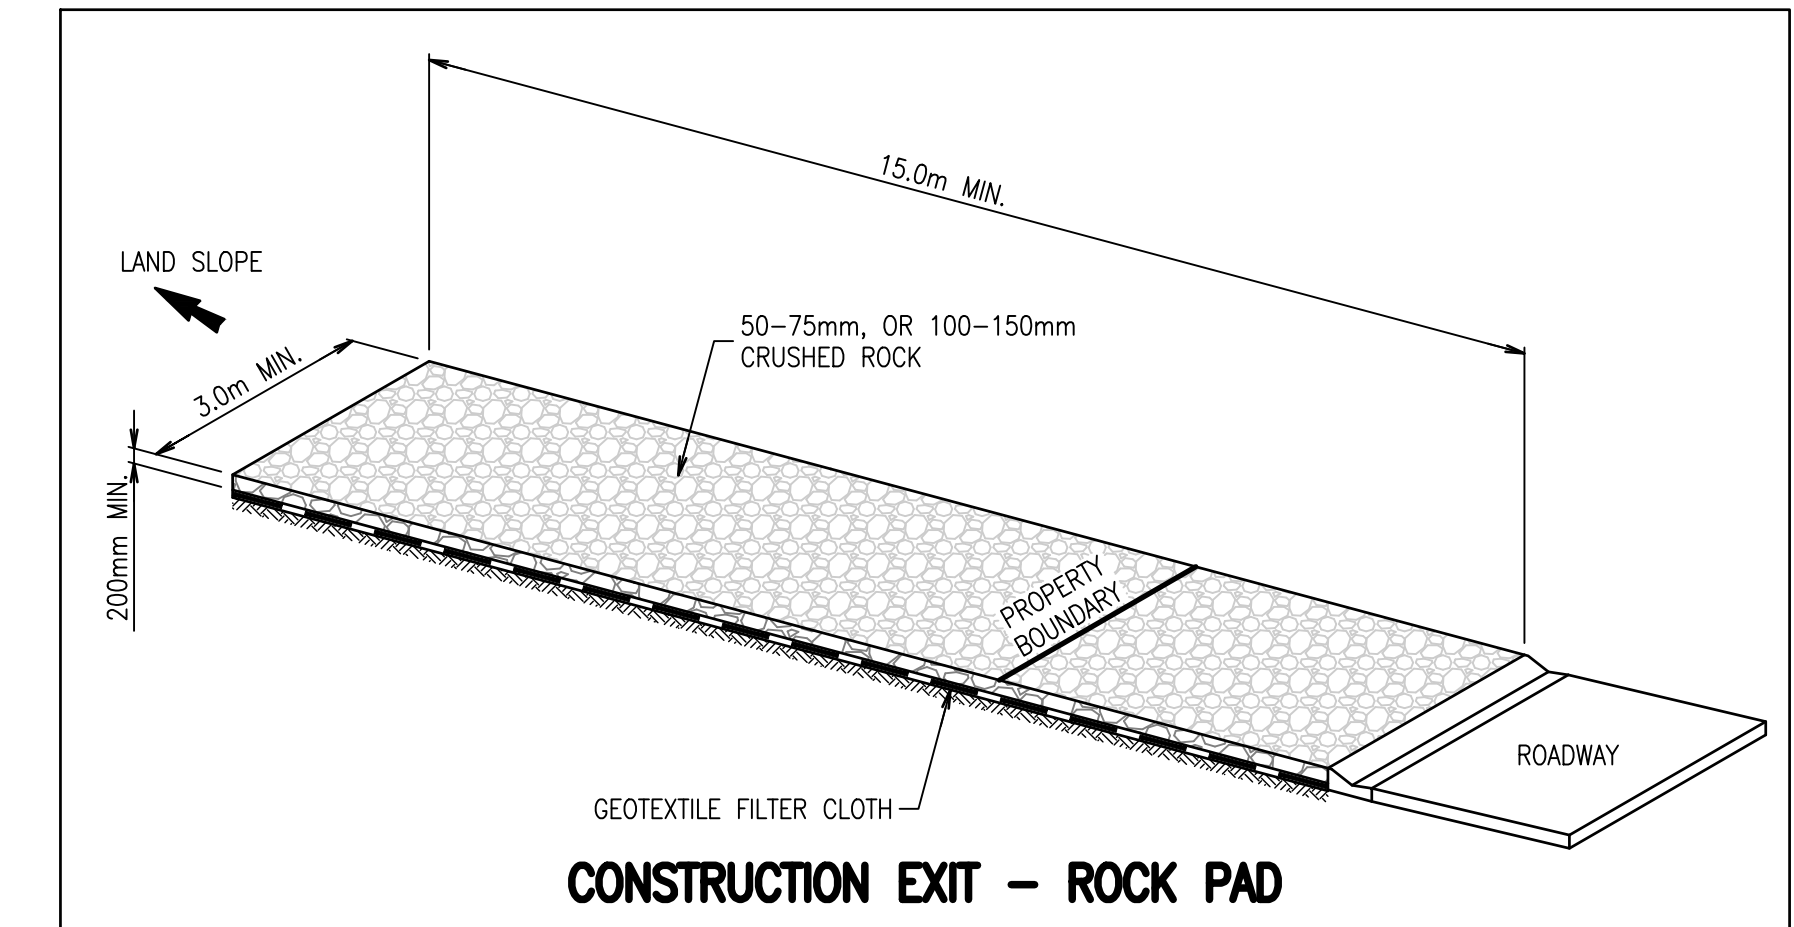 15.0m MIN.
LAND SLOPE
50-75mm, OR 100-150mm
CRUSHED ROCK
3.0m MIN.
200mm MIN.
PROPERTY
BOUNDARY
ROADWAY
GEOTEXTILE FILTER CLOTH
CONSTRUCTION EXIT - ROCK PAD